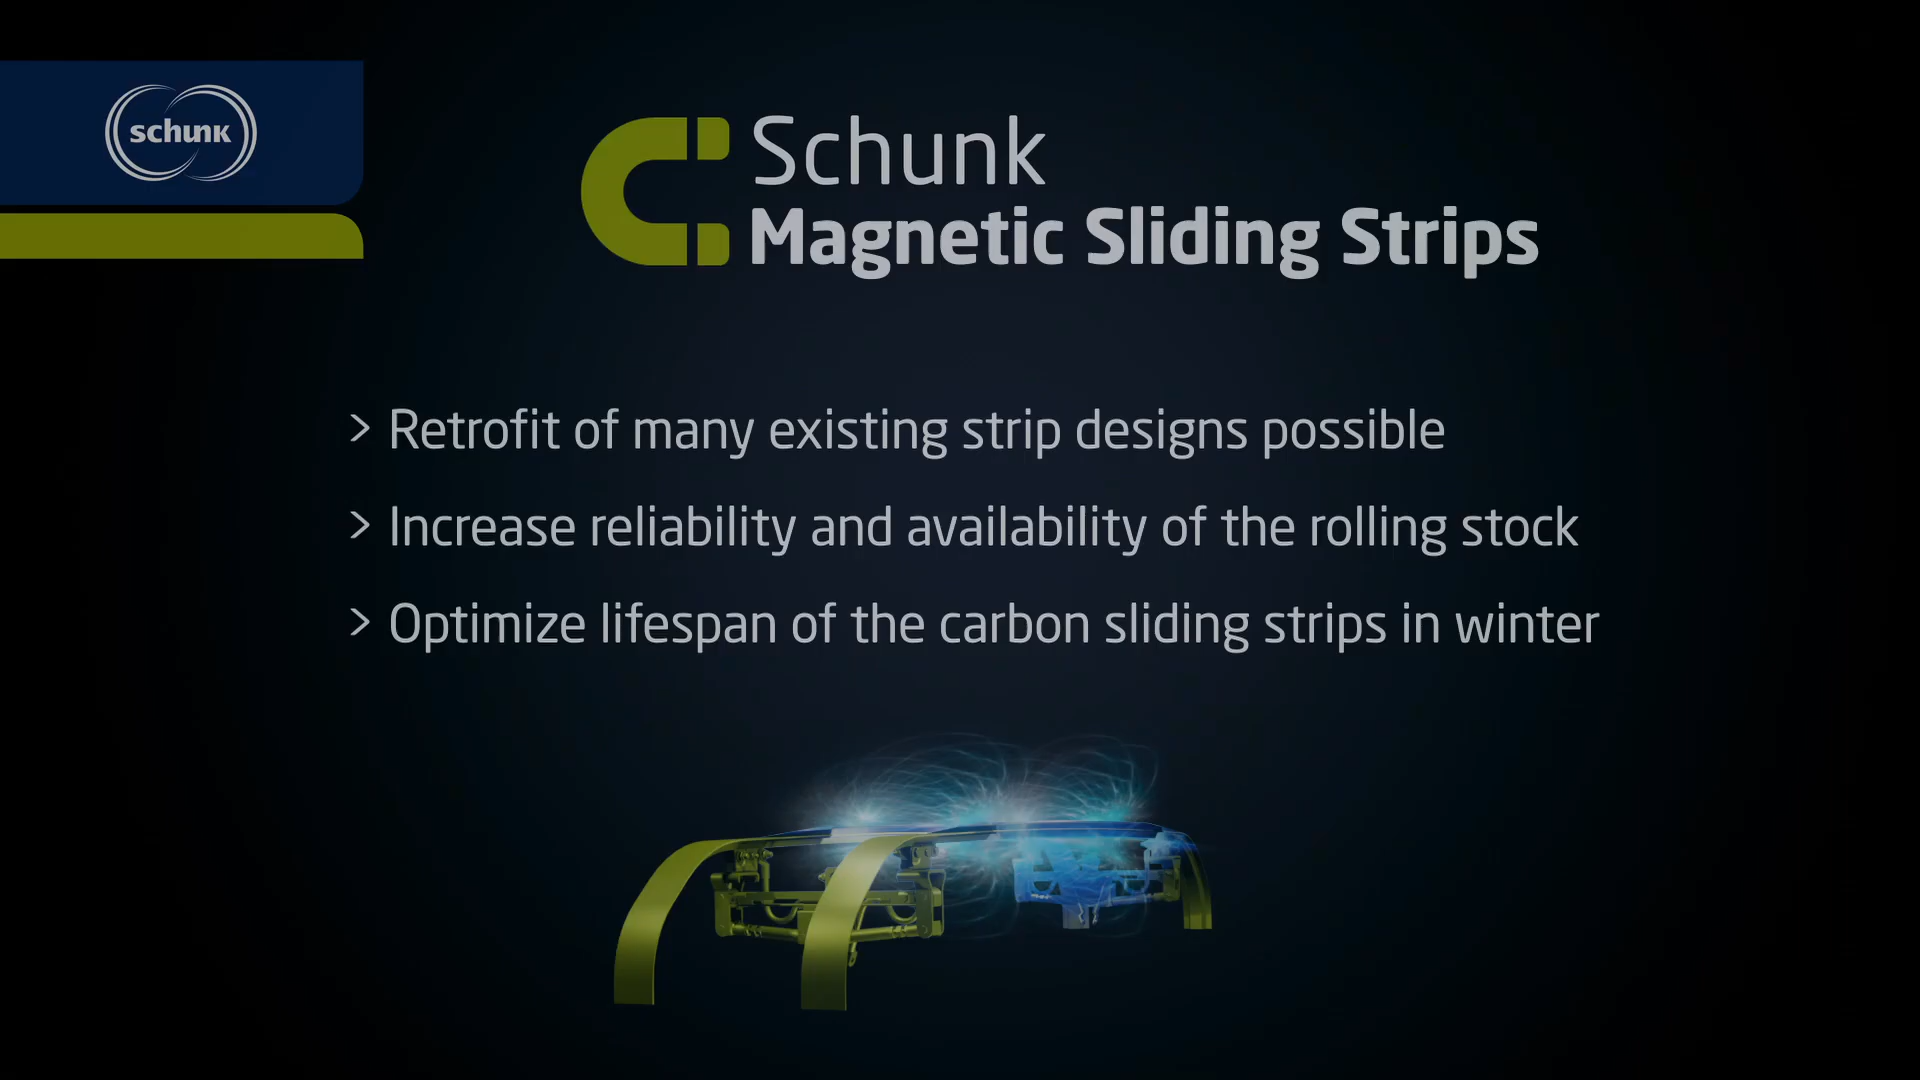 schunk
Schunk
Magnetic Sliding Strips
> Retrofit of many existing strip designs possible
> Increase reliability and availability of the rolling stock
> Optimize lifespan of the carbon sliding strips in winter